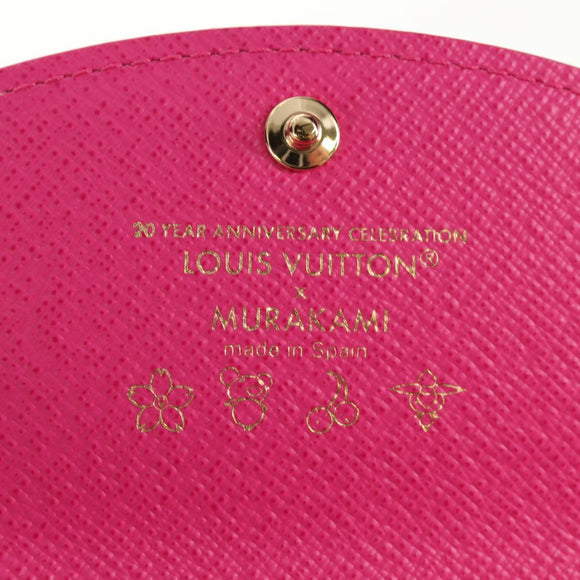 20 YEAR ANNIVERSARY CELEBRATION
LOUIS VUITTON®
x
MURAKAMI
made in Spain